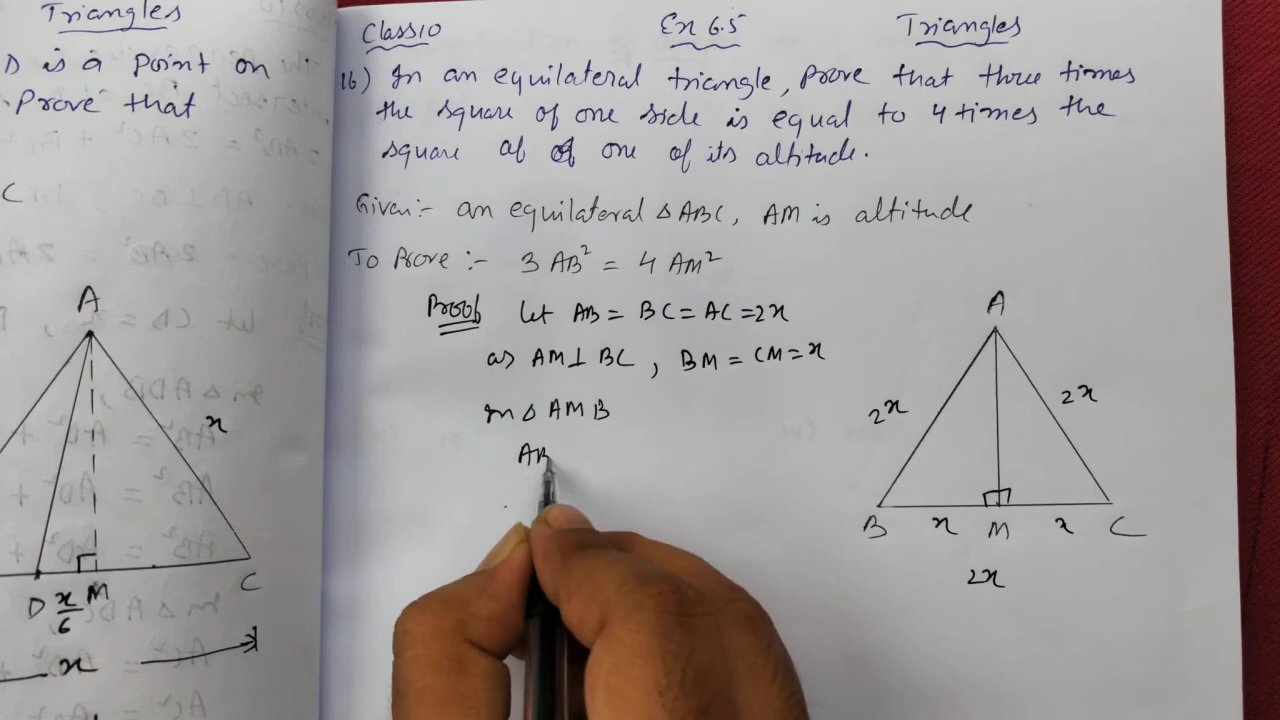 Triangles
D is a point on
Prove that
C
A
x
D x/6 M C
x
Class 10 Ex 6.5 Triangles
16) In an equilateral triangle, prove that three times
the square of one side is equal to 4 times the
square of of one of its altitude.
Given:- an equilateral △ ABC, AM is altitude
To Prove :- 3 AB² = 4 AM²
Proof let AB = BC = AC = 2x
as AM ⊥ BC, BM = CM = x
In △ AMB
AB
A
2x 2x
B x M x C
2x